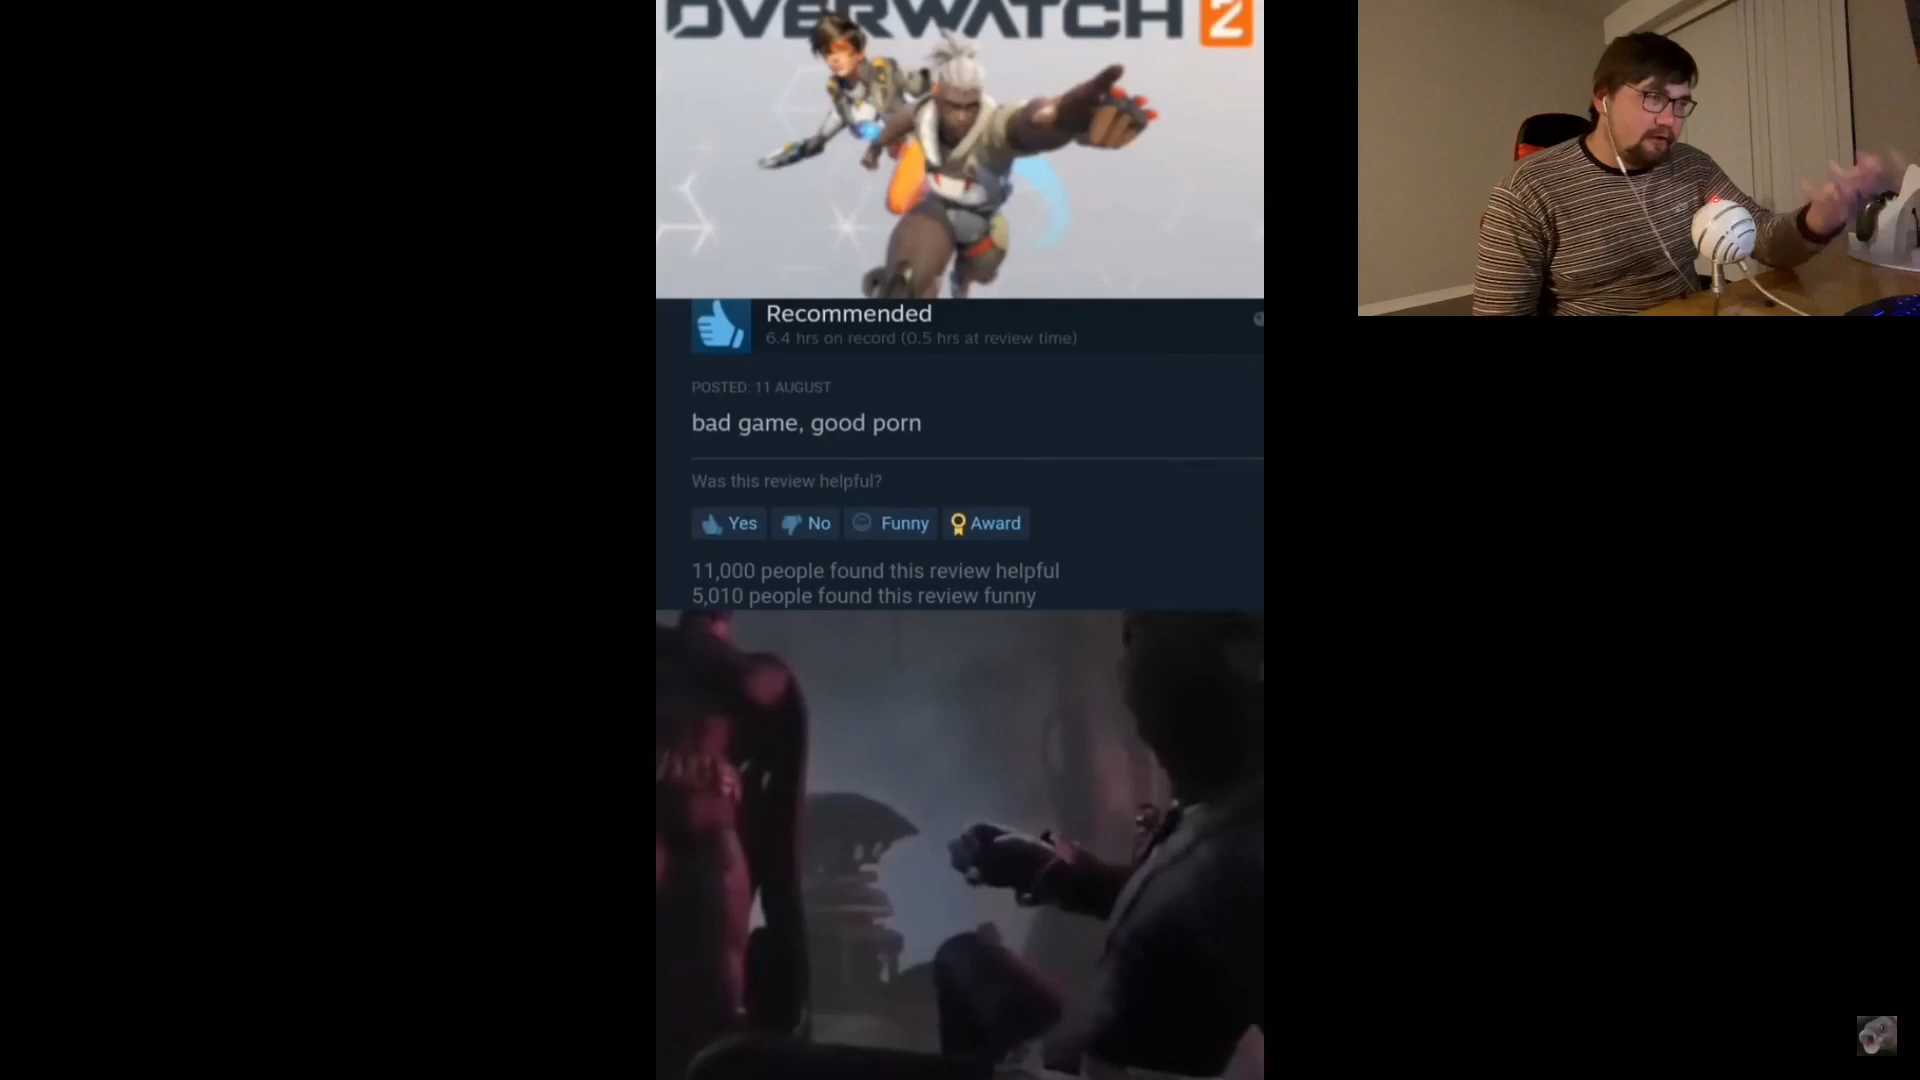 OVERWATCH 2
Recommended
6.4 hrs on record (0.5 hrs at review time)
POSTED: 11 AUGUST
bad game, good porn
Was this review helpful?
Yes No Funny Award
11,000 people found this review helpful
5,010 people found this review funny